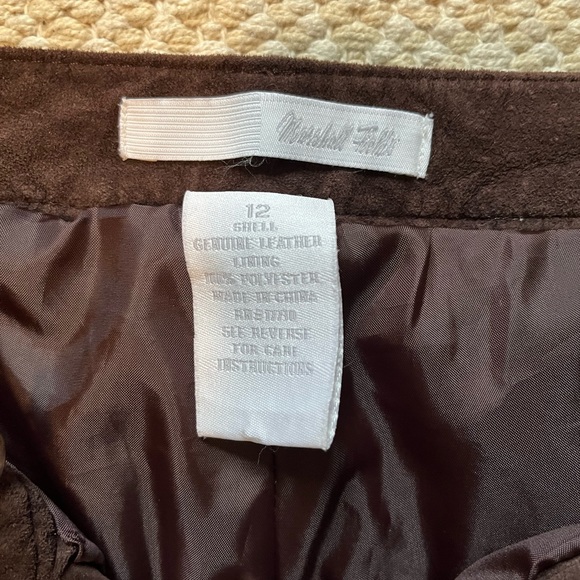 Marshall Field's
12
SHELL
GENUINE LEATHER
LINING
100% POLYESTER
MADE IN CHINA
SEE REVERSE
FOR CARE
INSTRUCTIONS